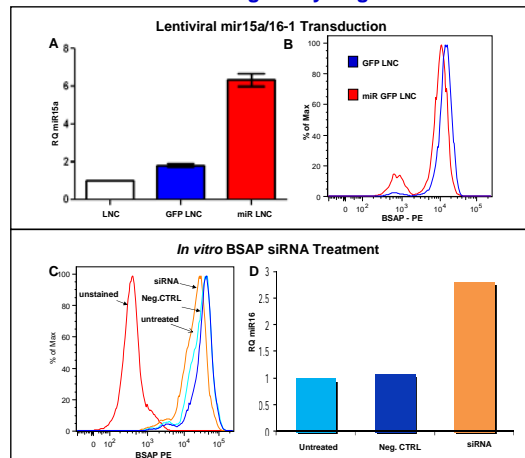 Lentiviral mir15a/16-1 Transduction
A
RQ miR15a
6
4
2
0
LNC
GFP LNC
miR LNC
B
GFP LNC
miR GFP LNC
% of Max
100
80
60
40
20
0
0 10² 10³ 10⁴ 10⁵
BSAP - PE
In vitro BSAP siRNA Treatment
C
siRNA
unstained
Neg.CTRL
untreated
% of Max
100
80
60
40
20
0
0 10² 10³ 10⁴ 10⁵
BSAP PE
D
RQ miR16
3
2.5
2
1.5
1
0.5
0
Untreated
Neg. CTRL
siRNA